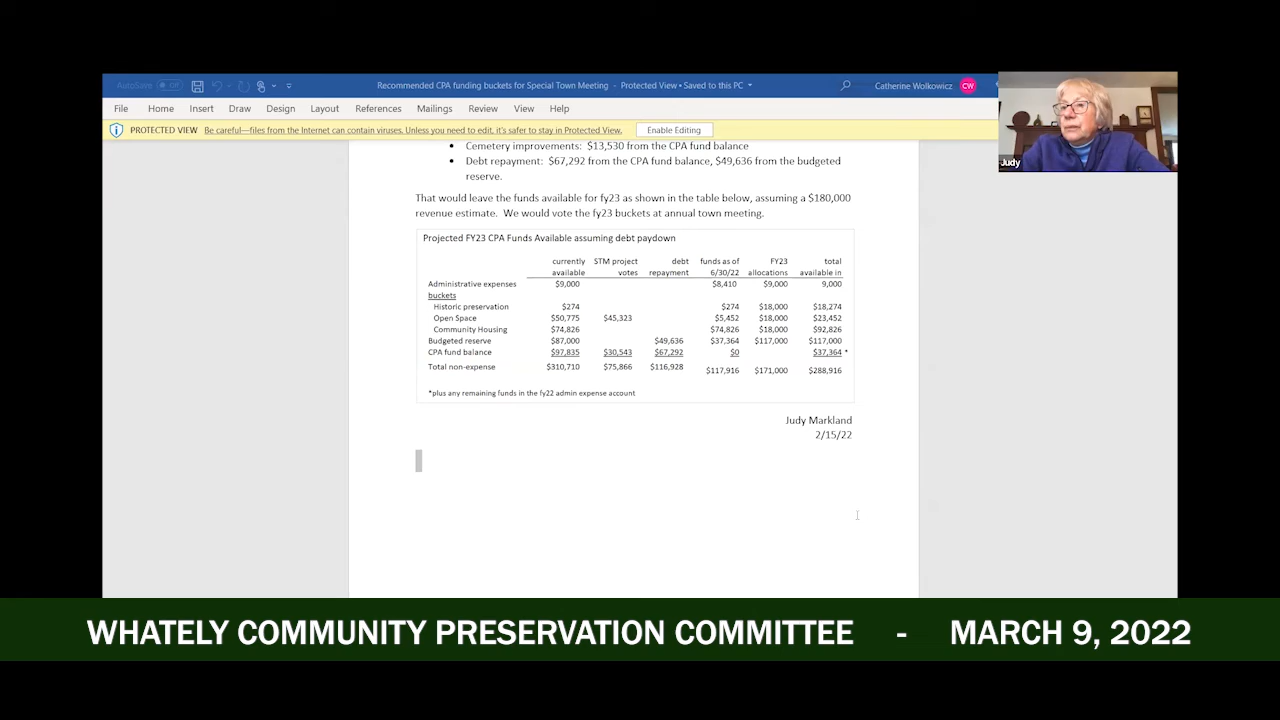 AutoSave Off Recommended CPA funding buckets for Special Town Meeting - Protected View • Saved to this PC Catherine Wolkowicz CW
File Home Insert Draw Design Layout References Mailings Review View Help
PROTECTED VIEW Be careful—files from the Internet can contain viruses. Unless you need to edit, it's safer to stay in Protected View. Enable Editing
Judy
• Cemetery improvements: $13,530 from the CPA fund balance
• Debt repayment: $67,292 from the CPA fund balance, $49,636 from the budgeted
reserve.
That would leave the funds available for fy23 as shown in the table below, assuming a $180,000
revenue estimate. We would vote the fy23 buckets at annual town meeting.
Projected FY23 CPA Funds Available assuming debt paydown
currently STM project debt funds as of FY23 total
available votes repayment 6/30/22 allocations available in
Administrative expenses $9,000 $8,410 $9,000 9,000
buckets
Historic preservation $274 $274 $18,000 $18,274
Open Space $50,775 $45,323 $5,452 $18,000 $23,452
Community Housing $74,826 $74,826 $18,000 $92,826
Budgeted reserve $87,000 $49,636 $37,364 $117,000 $117,000
CPA fund balance $97,835 $30,543 $67,292 $0 $37,364 *
Total non-expense $310,710 $75,866 $116,928 $117,916 $171,000 $288,916
*plus any remaining funds in the fy22 admin expense account
Judy Markland
2/15/22
WHATELY COMMUNITY PRESERVATION COMMITTEE - MARCH 9, 2022